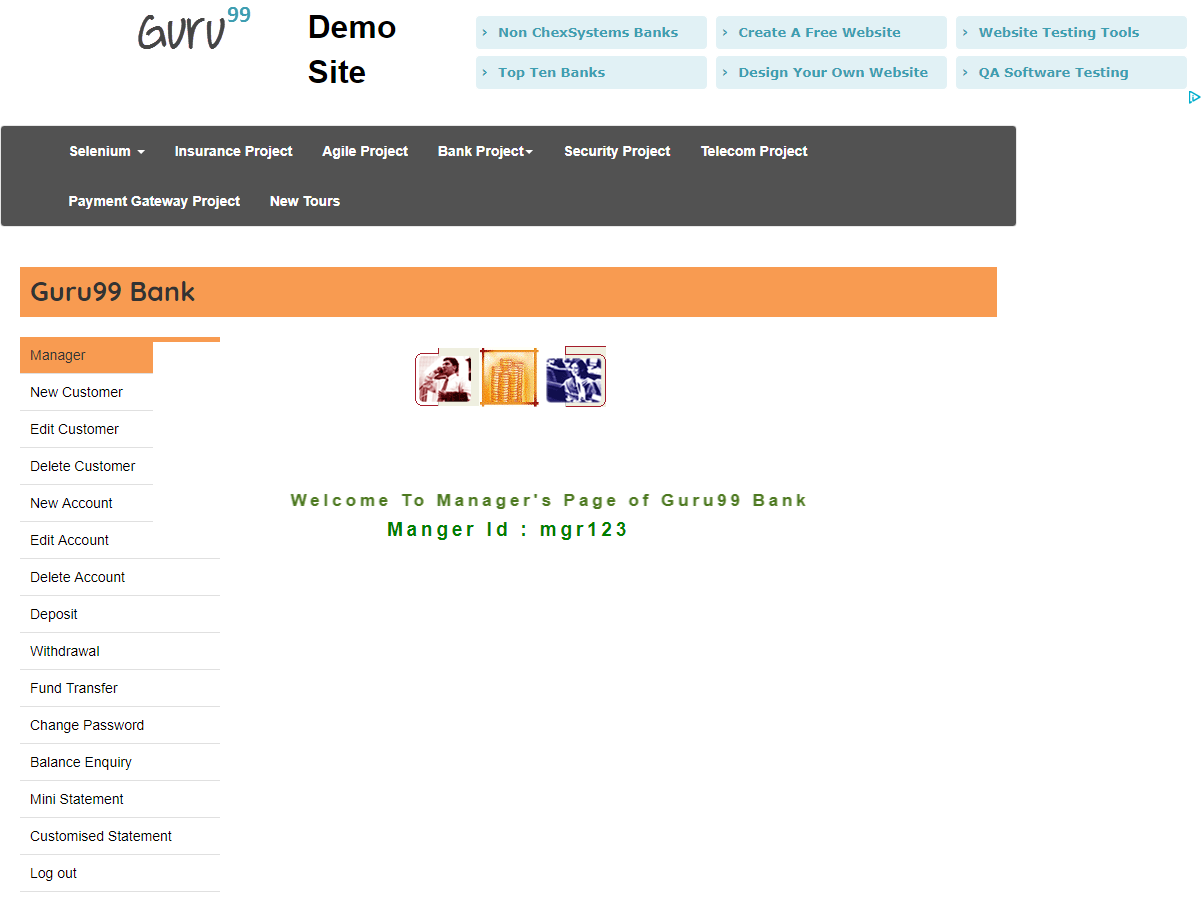 Guru99
Demo
Site
› Non ChexSystems Banks
› Create A Free Website
› Website Testing Tools
› Top Ten Banks
› Design Your Own Website
› QA Software Testing
Selenium Insurance Project Agile Project Bank Project Security Project Telecom Project
Payment Gateway Project New Tours
Guru99 Bank
Manager
New Customer
Edit Customer
Delete Customer
New Account
Edit Account
Delete Account
Deposit
Withdrawal
Fund Transfer
Change Password
Balance Enquiry
Mini Statement
Customised Statement
Log out
Welcome To Manager's Page of Guru99 Bank
Manger Id : mgr123